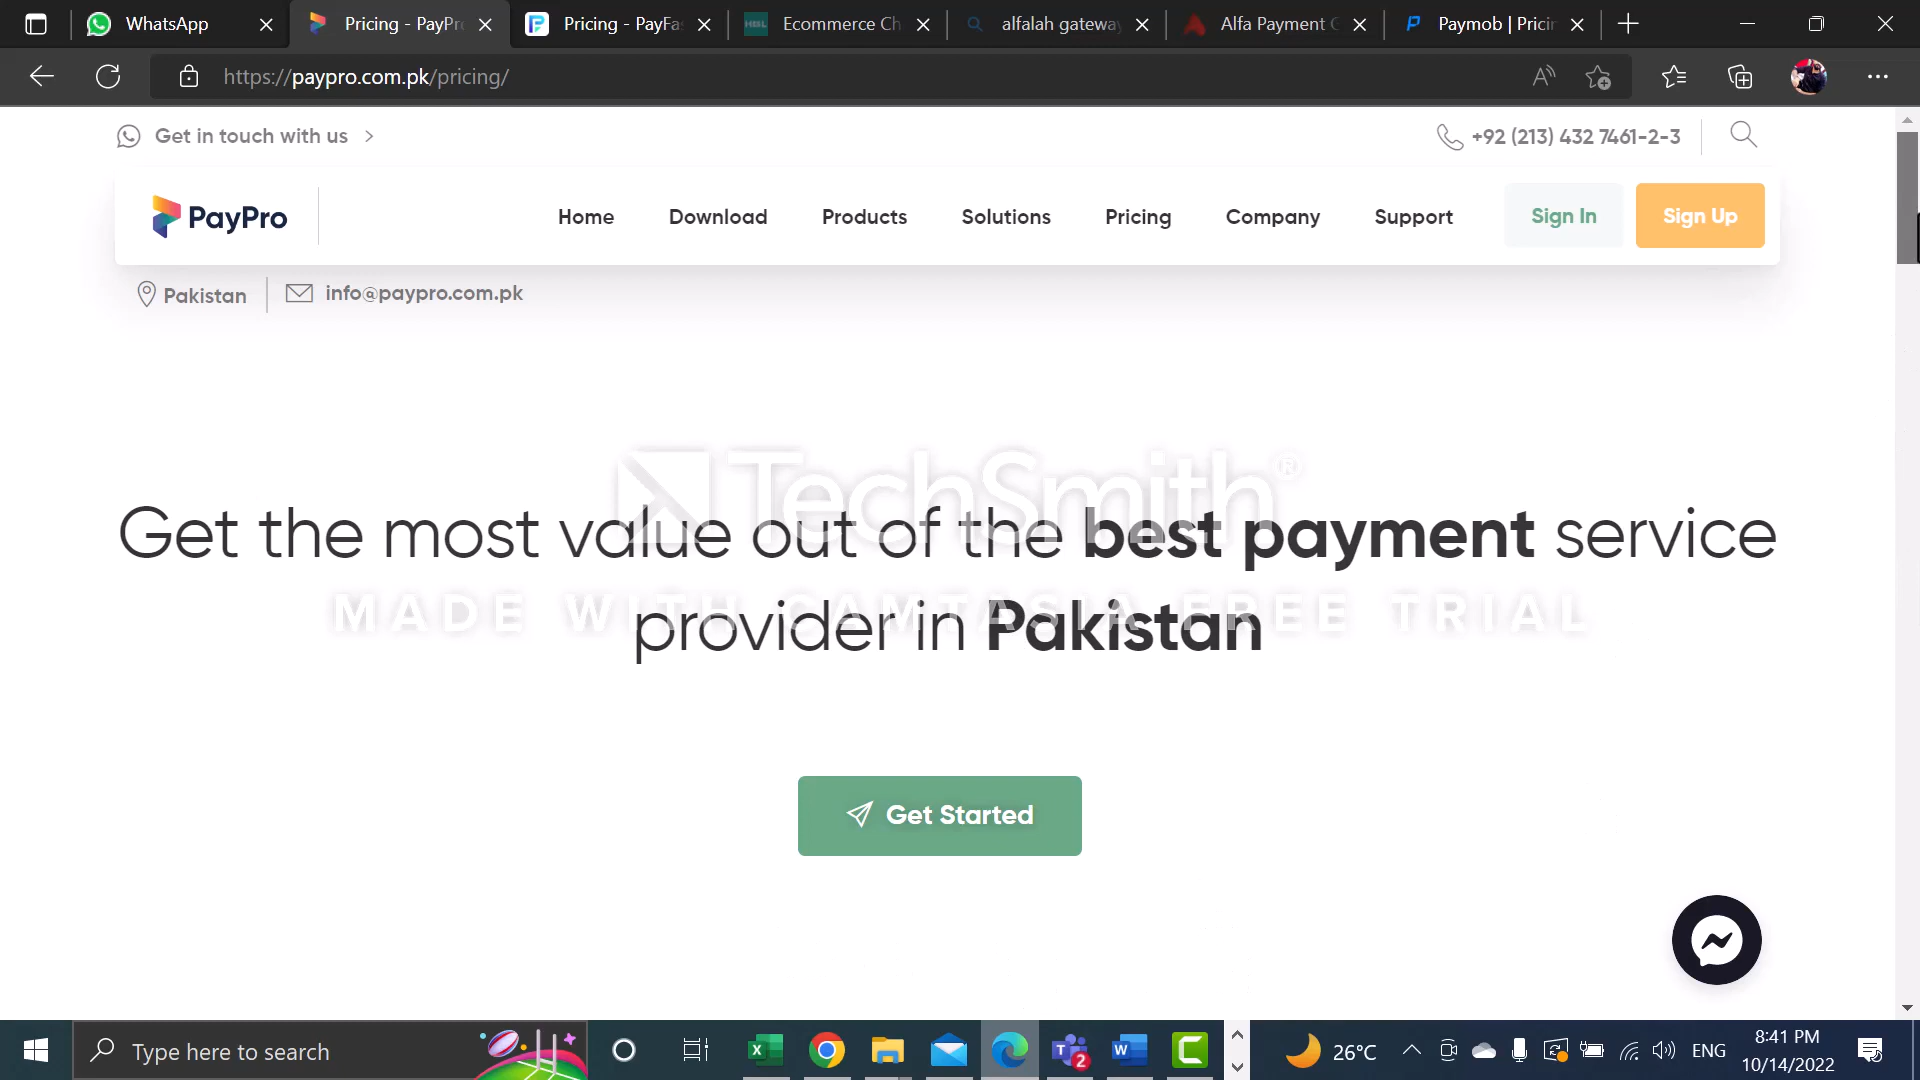 WhatsApp
Pricing - PayPro
Pricing - PayFas
Ecommerce Ch
alfalah gateway
Alfa Payment G
Paymob | Pricin
https://paypro.com.pk/pricing/
Get in touch with us
+92 (213) 432 7461-2-3
PayPro
Home
Download
Products
Solutions
Pricing
Company
Support
Sign In
Sign Up
Pakistan
info@paypro.com.pk
TechSmith®
Get the most value out of the best payment service
MADE WITH CAMTASIA FREE TRIAL
provider in Pakistan
Get Started
Type here to search
2
26°C
ENG
8:41 PM
10/14/2022